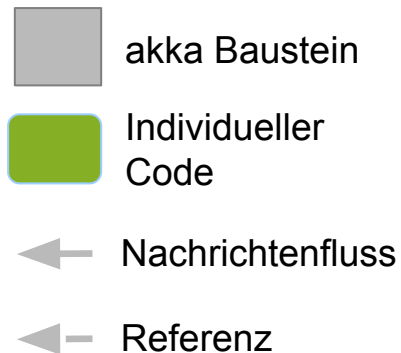 akka Baustein
Individueller
Code
Nachrichtenfluss
Referenz